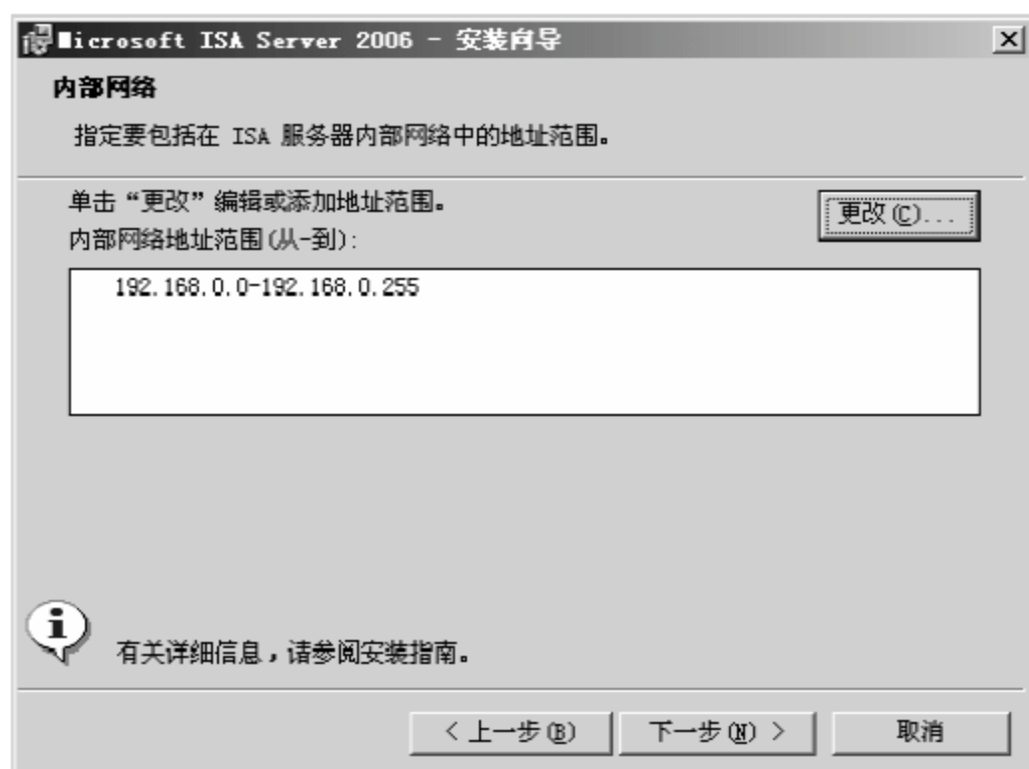 Microsoft ISA Server 2006 - 安装向导
内部网络
指定要包括在 ISA 服务器内部网络中的地址范围。
单击“更改”编辑或添加地址范围。
更改(C)...
内部网络地址范围(从-到):
192.168.0.0-192.168.0.255
有关详细信息，请参阅安装指南。
< 上一步(B)
下一步(N) >
取消